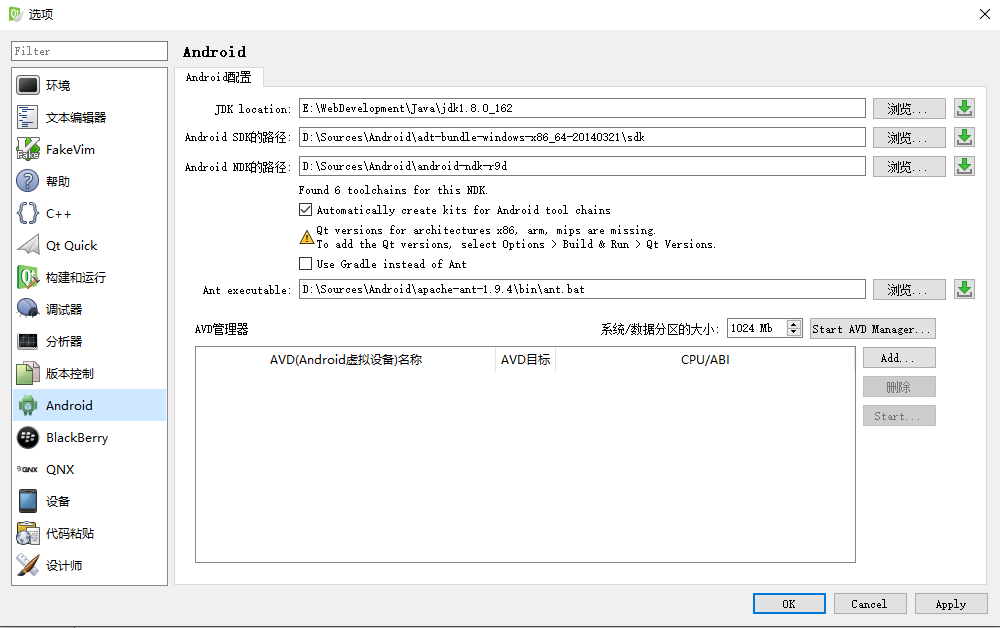 选项
Filter
环境
文本编辑器
FakeVim
帮助
C++
Qt Quick
构建和运行
调试器
分析器
版本控制
Android
BlackBerry
QNX
设备
代码粘贴
设计师
Android
Android配置
JDK location: E:\WebDevelopment\Java\jdk1.8.0_162 浏览...
Android SDK的路径: D:\Sources\Android\adt-bundle-windows-x86_64-20140321\sdk 浏览...
Android NDK的路径: D:\Sources\Android\android-ndk-r9d 浏览...
Found 6 toolchains for this NDK.
Automatically create kits for Android tool chains
Qt versions for architectures x86, arm, mips are missing.
To add the Qt versions, select Options > Build & Run > Qt Versions.
Use Gradle instead of Ant
Ant executable: D:\Sources\Android\apache-ant-1.9.4\bin\ant.bat 浏览...
AVD管理器 系统/数据分区的大小: 1024 Mb Start AVD Manager...
AVD(Android虚拟设备)名称 AVD目标 CPU/ABI Add...
删除
Start...
OK Cancel Apply